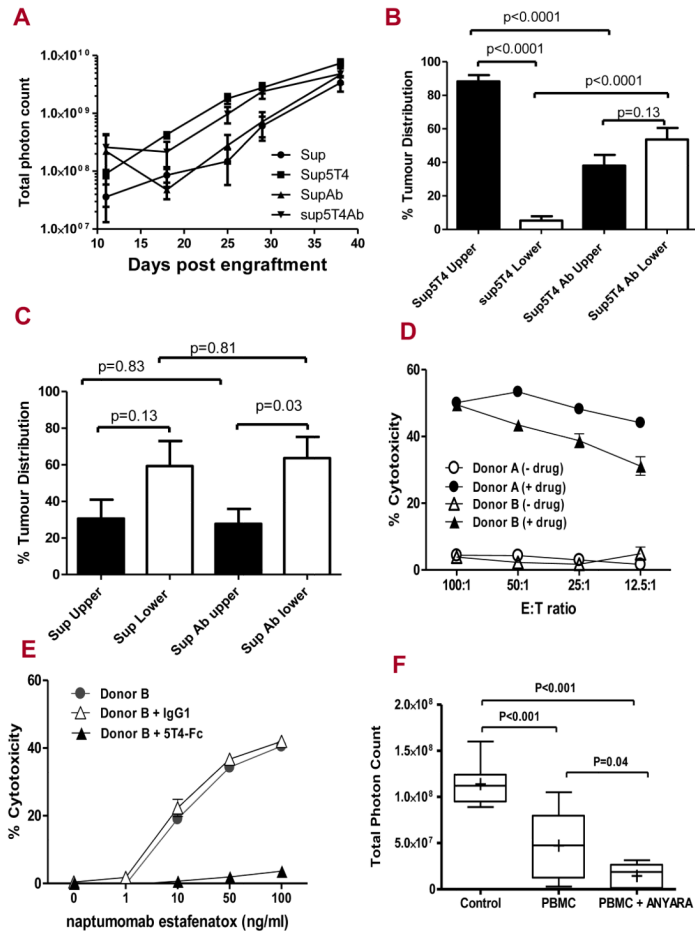 A
Total photon count
1.0×10^10
1.0×10^09
1.0×10^08
1.0×10^07
Sup
Sup5T4
SupAb
sup5T4Ab
10 15 20 25 30 35 40
Days post engraftment
B
p<0.0001
p<0.0001
p<0.0001
p=0.13
% Tumour Distribution
100
80
60
40
20
0
Sup5T4 Upper
sup5T4 Lower
Sup5T4 Ab Upper
Sup5T4 Ab Lower
C
p=0.81
p=0.83
p=0.13
p=0.03
% Tumour Distribution
100
80
60
40
20
0
Sup Upper
Sup Lower
Sup Ab upper
Sup Ab lower
D
% Cytotoxicity
60
40
20
0
Donor A (- drug)
Donor A (+ drug)
Donor B (- drug)
Donor B (+ drug)
100:1 50:1 25:1 12.5:1
E:T ratio
E
% Cytotoxicity
60
40
20
0
Donor B
Donor B + IgG1
Donor B + 5T4-Fc
0 1 10 50 100
naptumomab estafenatox (ng/ml)
F
P<0.001
P<0.001
P=0.04
Total Photon Count
2.0×10^8
1.5×10^8
1.0×10^8
5.0×10^7
0
Control PBMC PBMC + ANYARA